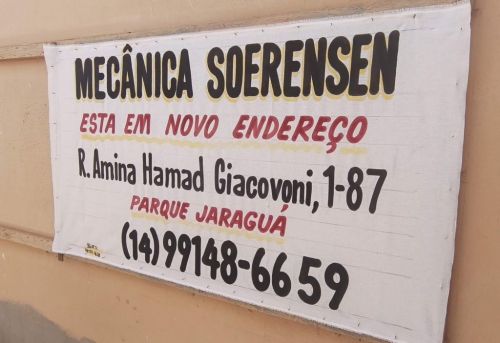 MECÂNICA SOERENSEN
ESTA EM NOVO ENDEREÇO
R. Amina Hamad Giacovoni, 1-87
PARQUE JARAGUÁ
(14) 99148-6659